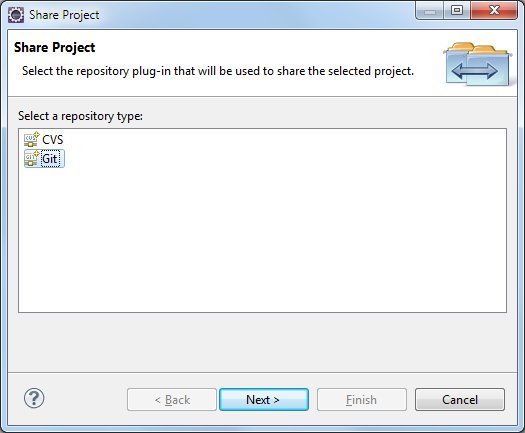 Share Project
Share Project
Select the repository plug-in that will be used to share the selected project.
Select a repository type:
CVS
Git
?
< Back
Next >
Finish
Cancel